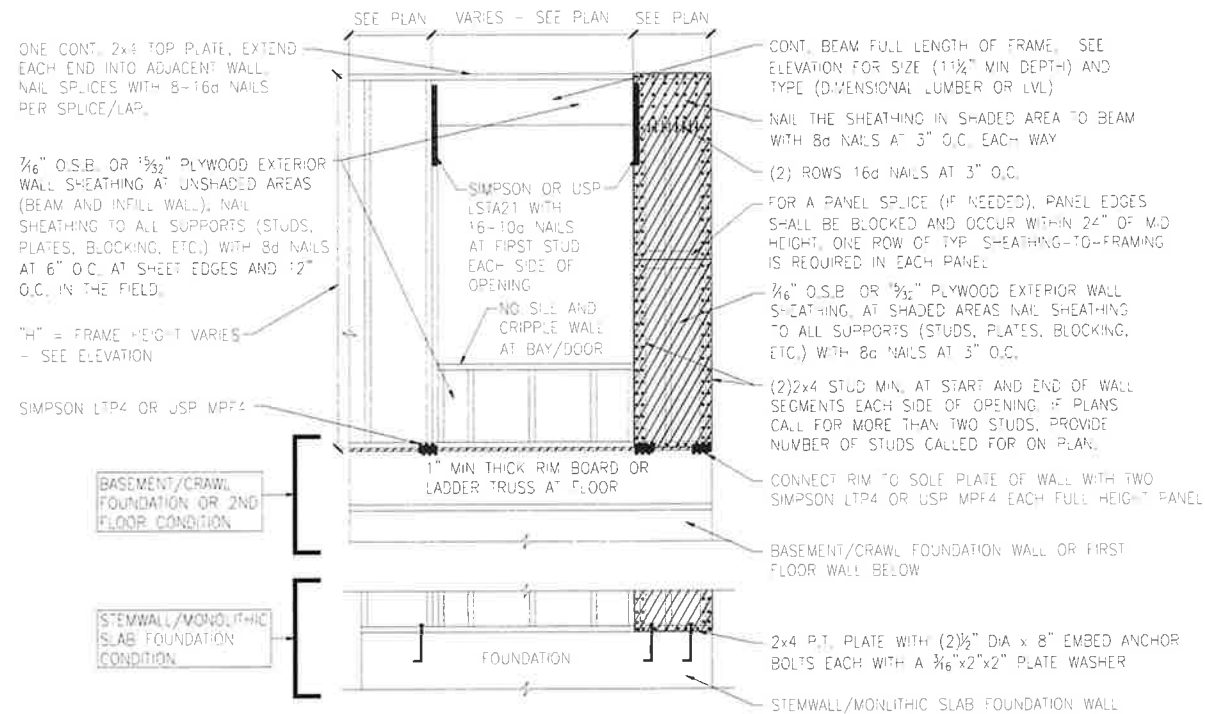 SEE PLAN
VARIES - SEE PLAN
SEE PLAN
ONE CONT. 2x4 TOP PLATE, EXTEND
EACH END INTO ADJACENT WALL.
NAIL SPLICES WITH 8-16d NAILS
PER SPLICE/LAP.
7/16" O.S.B. OR 15/32" PLYWOOD EXTERIOR
WALL SHEATHING AT UNSHADED AREAS
(BEAM AND INFILL WALL). NAIL
SHEATHING TO ALL SUPPORTS (STUDS,
PLATES, BLOCKING, ETC.) WITH 8d NAILS
AT 6" O.C. AT SHEET EDGES AND 12"
O.C. IN THE FIELD.
"H" = FRAME HEIGHT VARIES
- SEE ELEVATION
SIMPSON LTP4 OR USP MPF4
BASEMENT/CRAWL
FOUNDATION OR 2ND
FLOOR CONDITION
STEMWALL/MONOLITHIC
SLAB FOUNDATION
CONDITION
SIMPSON OR USP
LSTA21 WITH
16-10d NAILS
AT FIRST STUD
EACH SIDE OF
OPENING
NO SILL AND
CRIPPLE WALL
AT BAY/DOOR
1" MIN THICK RIM BOARD OR
LADDER TRUSS AT FLOOR
FOUNDATION
CONT. BEAM FULL LENGTH OF FRAME. SEE
ELEVATION FOR SIZE (11¼" MIN DEPTH) AND
TYPE (DIMENSIONAL LUMBER OR LVL)
NAIL THE SHEATHING IN SHADED AREA TO BEAM
WITH 8d NAILS AT 3" O.C. EACH WAY
(2) ROWS 16d NAILS AT 3" O.C.
FOR A PANEL SPLICE (IF NEEDED), PANEL EDGES
SHALL BE BLOCKED AND OCCUR WITHIN 24" OF MID
HEIGHT. ONE ROW OF TYP. SHEATHING-TO-FRAMING
IS REQUIRED IN EACH PANEL
7/16" O.S.B OR 15/32" PLYWOOD EXTERIOR WALL
SHEATHING. AT SHADED AREAS NAIL SHEATHING
TO ALL SUPPORTS (STUDS, PLATES, BLOCKING,
ETC.) WITH 8d NAILS AT 3" O.C.
(2)2x4 STUD MIN. AT START AND END OF WALL
SEGMENTS EACH SIDE OF OPENING. IF PLANS
CALL FOR MORE THAN TWO STUDS, PROVIDE
NUMBER OF STUDS CALLED FOR ON PLAN.
CONNECT RIM TO SOLE PLATE OF WALL WITH TWO
SIMPSON LTP4 OR USP MPF4 EACH FULL HEIGHT PANEL
BASEMENT/CRAWL FOUNDATION WALL OR FIRST
FLOOR WALL BELOW
2x4 P.T. PLATE WITH (2)½" DIA x 8" EMBED ANCHOR
BOLTS EACH WITH A 3/16"x2"x2" PLATE WASHER
STEMWALL/MONLITHIC SLAB FOUNDATION WALL